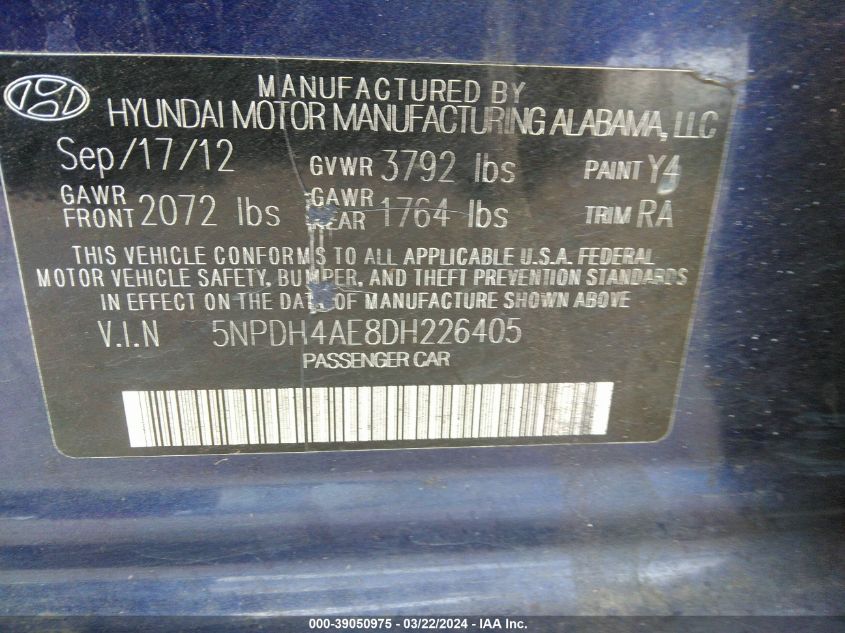 MANUFACTURED BY
HYUNDAI MOTOR MANUFACTURING ALABAMA, LLC
Sep/17/12 GVWR 3792 lbs PAINT Y4
GAWR FRONT 2072 lbs GAWR REAR 1764 lbs TRIM RA
THIS VEHICLE CONFORMS TO ALL APPLICABLE U.S.A. FEDERAL
MOTOR VEHICLE SAFETY, BUMPER, AND THEFT PREVENTION STANDARDS
IN EFFECT ON THE DATE OF MANUFACTURE SHOWN ABOVE
V.I.N 5NPDH4AE8DH226405
PASSENGER CAR
000-39050975 - 03/22/2024 - IAA Inc.